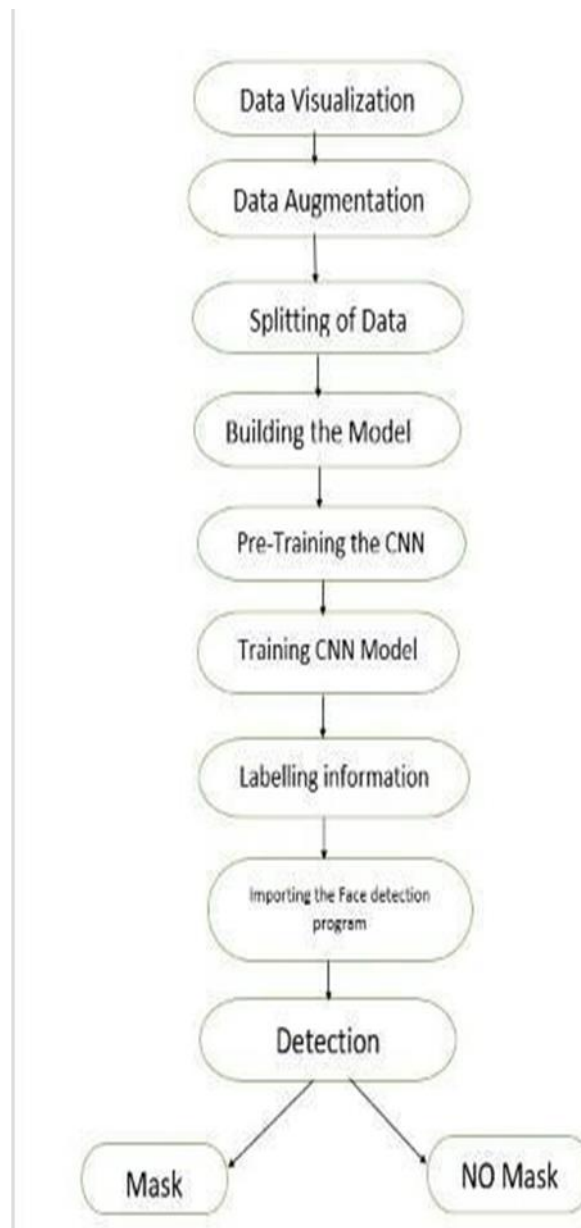 Data Visualization
Data Augmentation
Splitting of Data
Building the Model
Pre-Training the CNN
Training CNN Model
Labelling information
Importing the Face detection
program
Detection
Mask
NO Mask